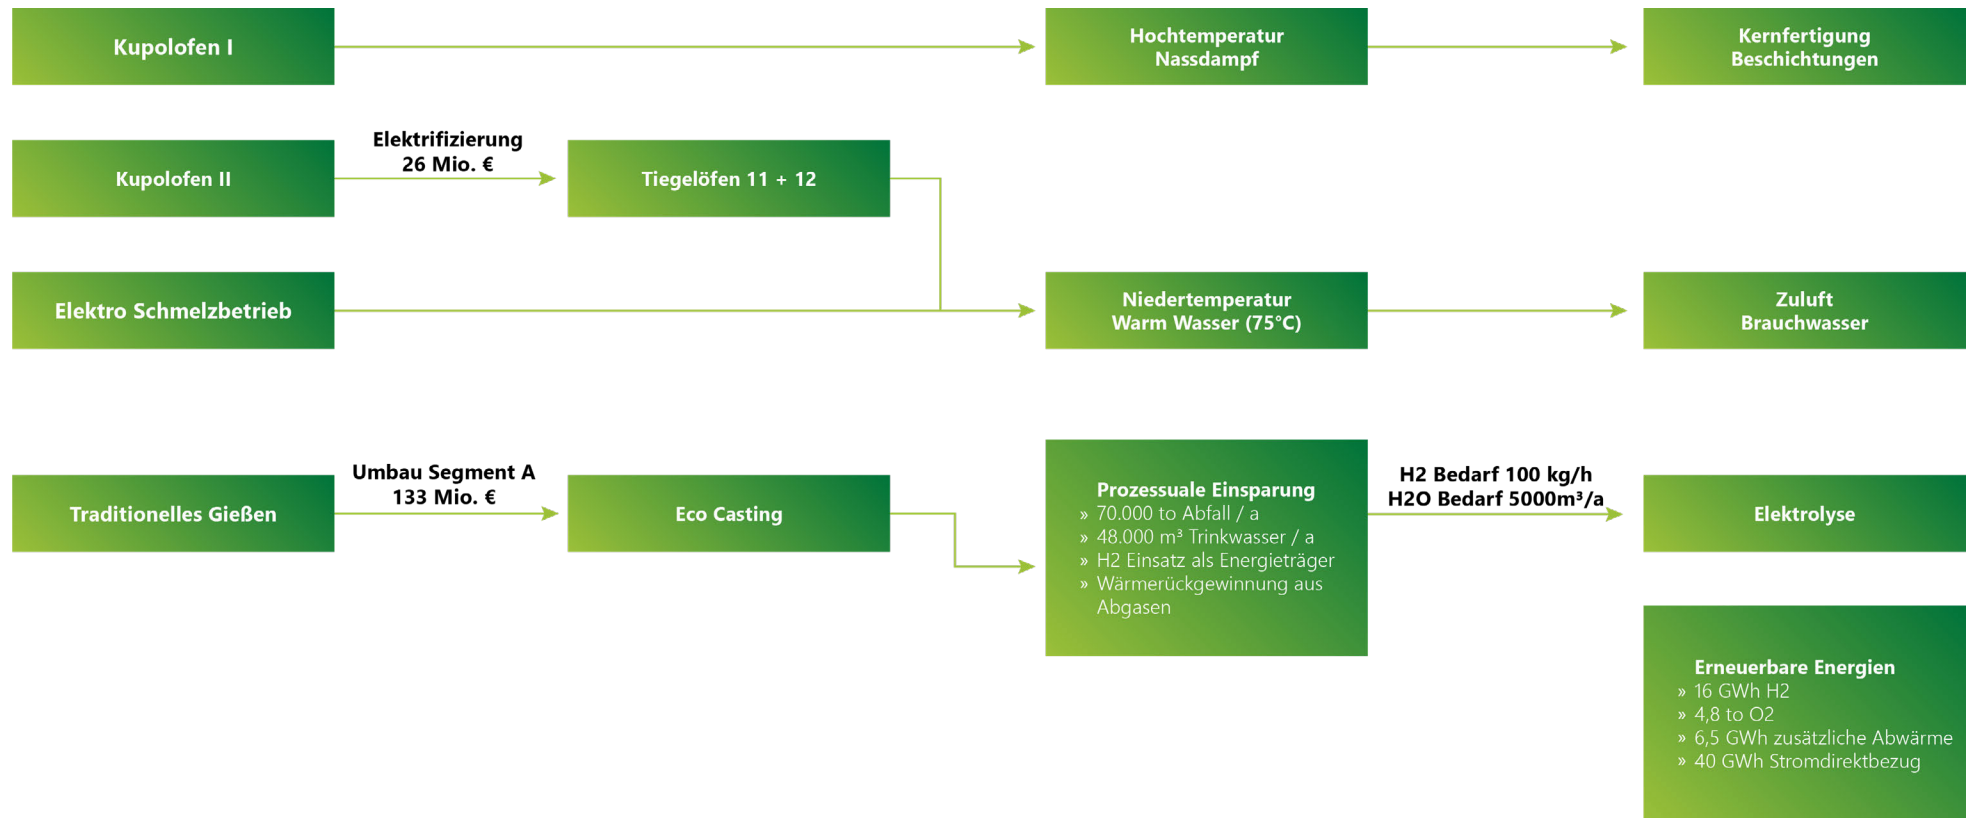 Kupolofen I
Hochtemperatur
Nassdampf
Kernfertigung
Beschichtungen
Kupolofen II
Elektrifizierung
26 Mio. €
Tiegelöfen 11 + 12
Elektro Schmelzbetrieb
Niedertemperatur
Warm Wasser (75°C)
Zuluft
Brauchwasser
Traditionelles Gießen
Umbau Segment A
133 Mio. €
Eco Casting
Prozessuale Einsparung
» 70.000 to Abfall / a
» 48.000 m³ Trinkwasser / a
» H2 Einsatz als Energieträger
» Wärmerückgewinnung aus
Abgasen
H2 Bedarf 100 kg/h
H2O Bedarf 5000m³/a
Elektrolyse
Erneuerbare Energien
» 16 GWh H2
» 4,8 to O2
» 6,5 GWh zusätzliche Abwärme
» 40 GWh Stromdirektbezug